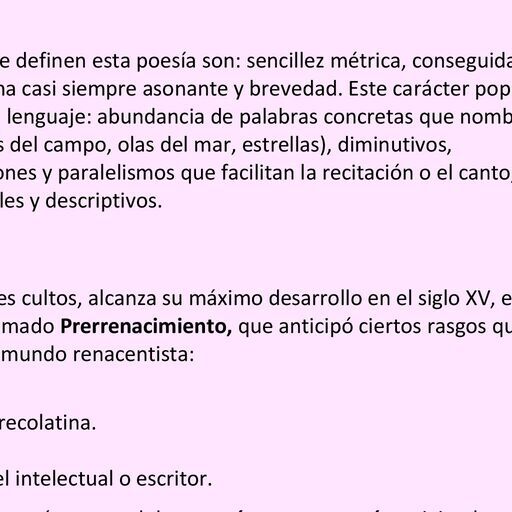 e definen esta poesía son: sencillez métrica, conseguida
na casi siempre asonante y brevedad. Este carácter pop
lenguaje: abundancia de palabras concretas que nomb
s del campo, olas del mar, estrellas), diminutivos,
ones y paralelismos que facilitan la recitación o el canto,
les y descriptivos.
es cultos, alcanza su máximo desarrollo en el siglo XV, e
mado Prerrenacimiento, que anticipó ciertos rasgos qu
mundo renacentista:
recolatina.
el intelectual o escritor.